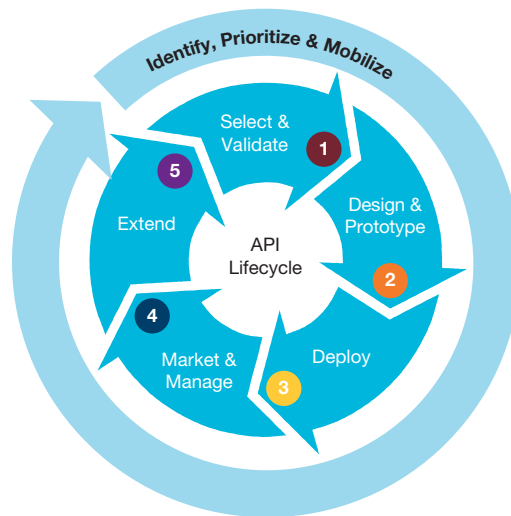 Identify, Prioritize & Mobilize
Select &
Validate
1
Design &
Prototype
2
Deploy
3
Market &
Manage
4
Extend
5
API
Lifecycle